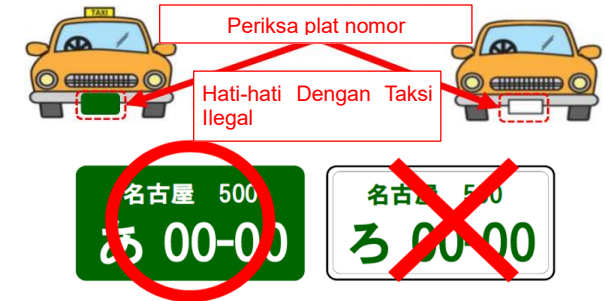 TAXI
Periksa plat nomor
Hati-hati Dengan Taksi
Ilegal
名古屋 500
あ 00-00
名古屋 500
ろ 00-00